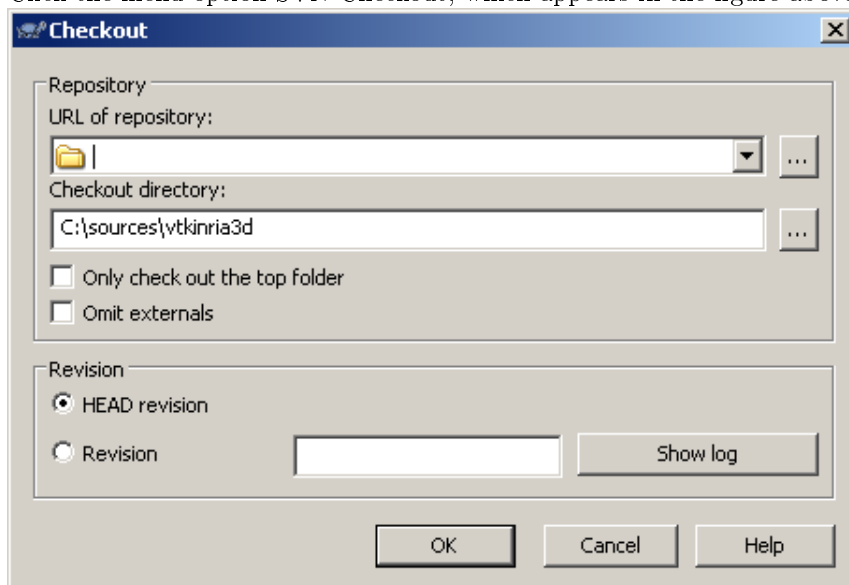 Click the menu option SVN Checkout, which appears in the figure above
Checkout
Repository
URL of repository:
...
Checkout directory:
C:\sources\vtkinria3d
...
Only check out the top folder
Omit externals
Revision
HEAD revision
Revision
Show log
OK
Cancel
Help